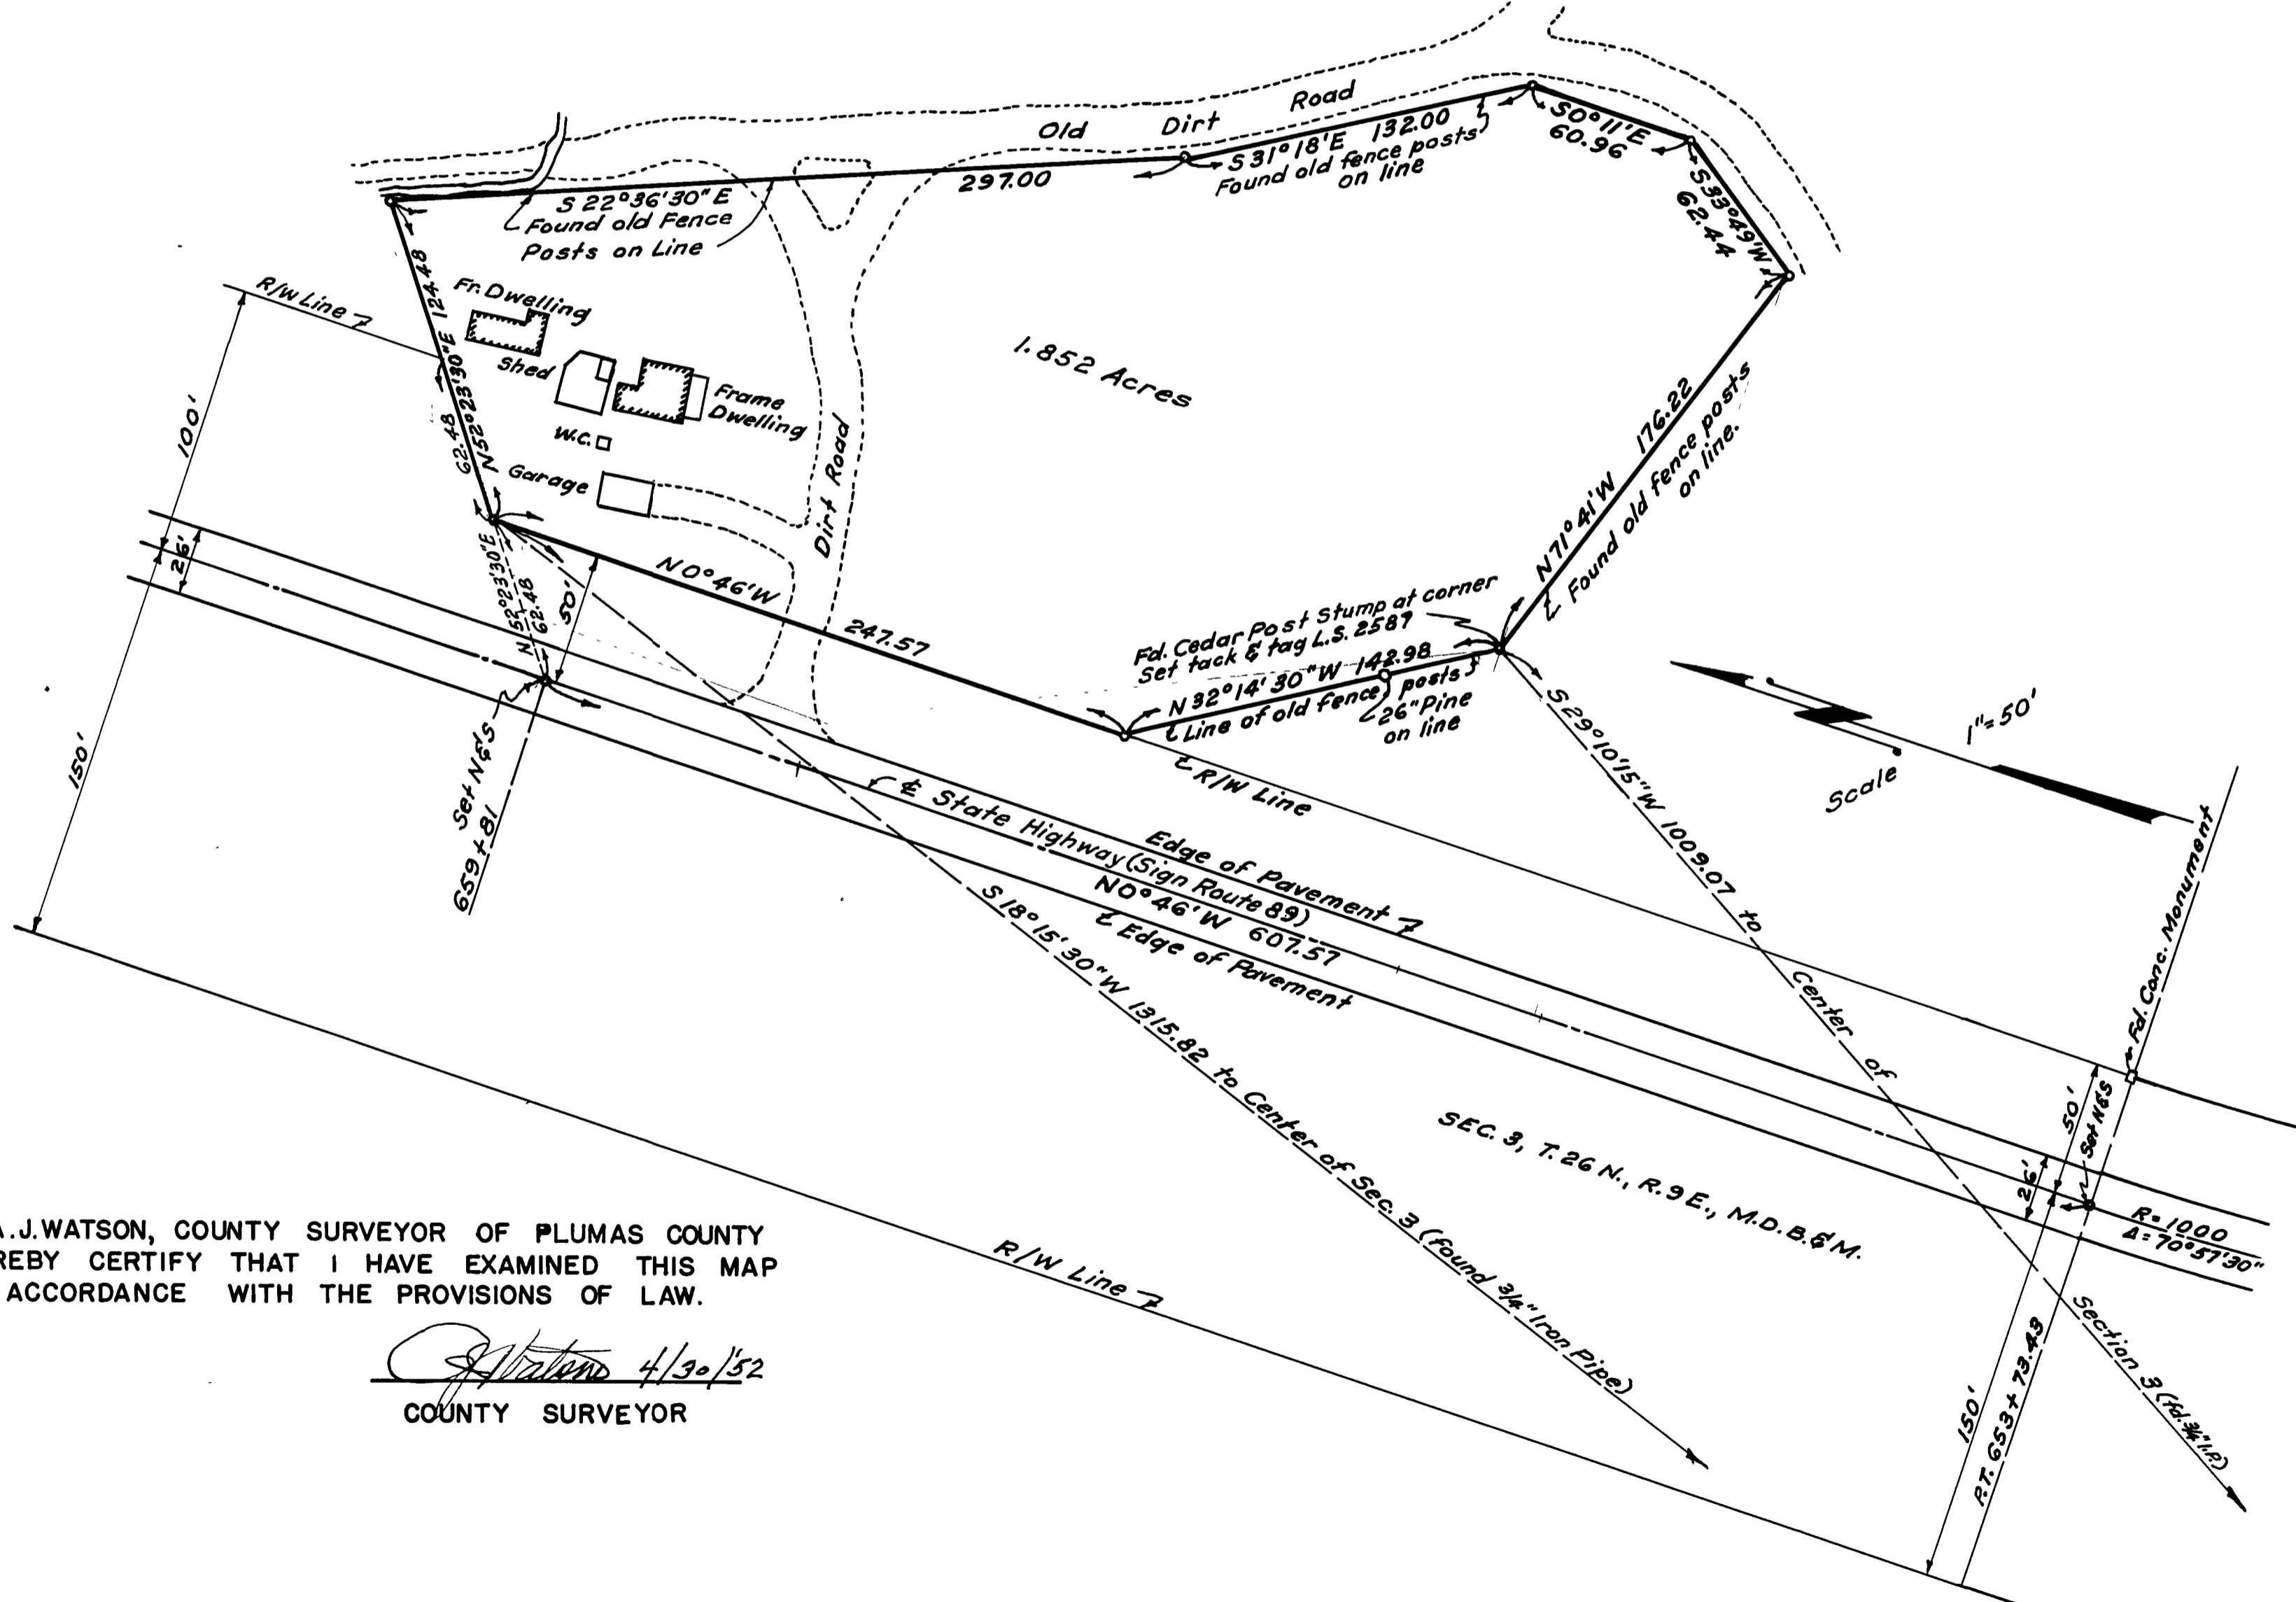 Old Dirt Road
S 31°18'E 132.00
Found old fence posts
on line
S0°11'E
60.96
S33°49'W
62.44
297.00
S 22°36'30"E
Found old Fence
Posts on Line
R/W Line
N52°23'30"E 124.48
62.48
Fr. Dwelling
Shed
Frame
Dwelling
W.C.
Garage
Dirt Road
1.852 Acres
N71°41'W 176.22
Found old fence posts
on line.
100'
26'
150'
N 52°23'30"E
62.48
50'
N0°46'W 247.57
Fd. Cedar Post Stump at corner
Set tack & tag L.S. 2587
N 32°14'30"W 142.98
Line of old fence posts
26" Pine
on line
R/W Line
Set N&S
659+81
℄ State Highway (Sign Route 89)
Edge of Pavement
N0°46'W 607.57
Edge of Pavement
S 18°15'30"W 1315.82 to Center of Sec. 3 (Found 3/4" Iron Pipe)
S 29°10'15"W 1009.07 to Center of Section 3 (fd. 3/4" I.P.)
1"=50'
Scale
Fd. Conc. Monument
50'
Set N&S
26'
R=1000
Δ=70°57'30"
150'
P.T. 653+73.43
SEC. 3, T. 26 N., R. 9 E., M.D.B.&M.
R/W Line
.J. WATSON, COUNTY SURVEYOR OF PLUMAS COUNTY
REBY CERTIFY THAT I HAVE EXAMINED THIS MAP
ACCORDANCE WITH THE PROVISIONS OF LAW.
Watson 4/30/'52
COUNTY SURVEYOR